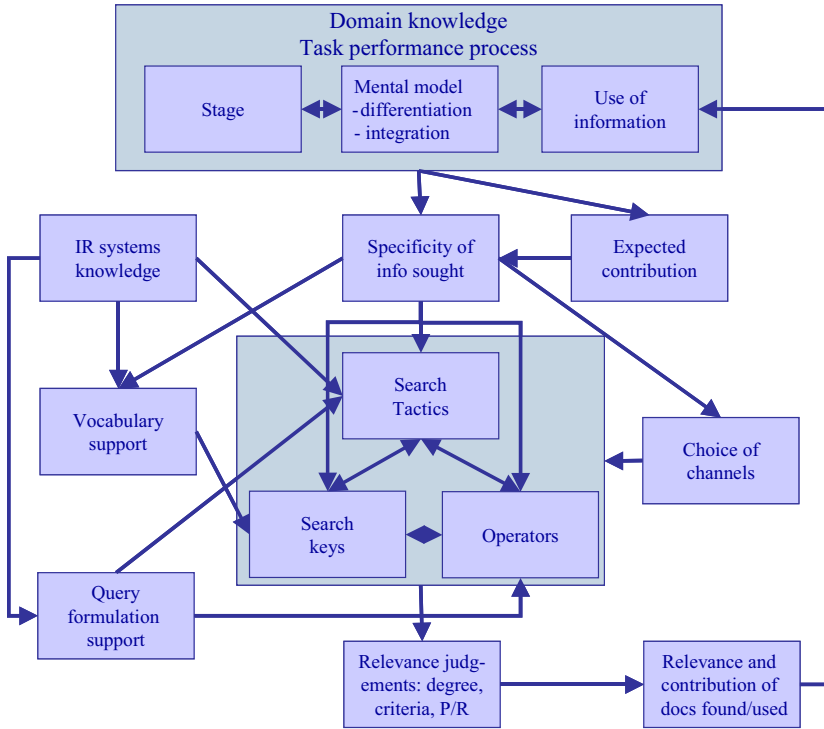 Domain knowledge
Task performance process
Stage
Mental model
-differentiation
- integration
Use of
information
IR systems
knowledge
Specificity of
info sought
Expected
contribution
Search
Tactics
Vocabulary
support
Choice of
channels
Search
keys
Operators
Query
formulation
support
Relevance judg-
ements: degree,
criteria, P/R
Relevance and
contribution of
docs found/used